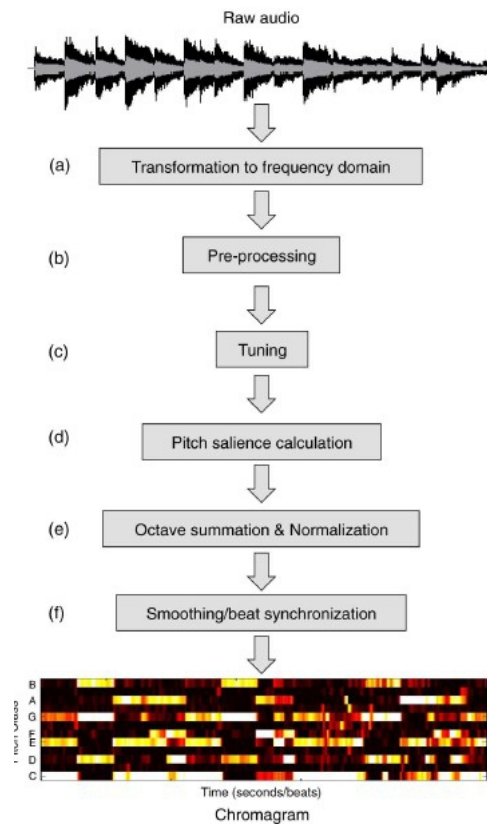 Raw audio
(a) Transformation to frequency domain
(b) Pre-processing
(c) Tuning
(d) Pitch salience calculation
(e) Octave summation & Normalization
(f) Smoothing/beat synchronization
B
A
G
F
E
D
C
Time (seconds/beats)
Chromagram